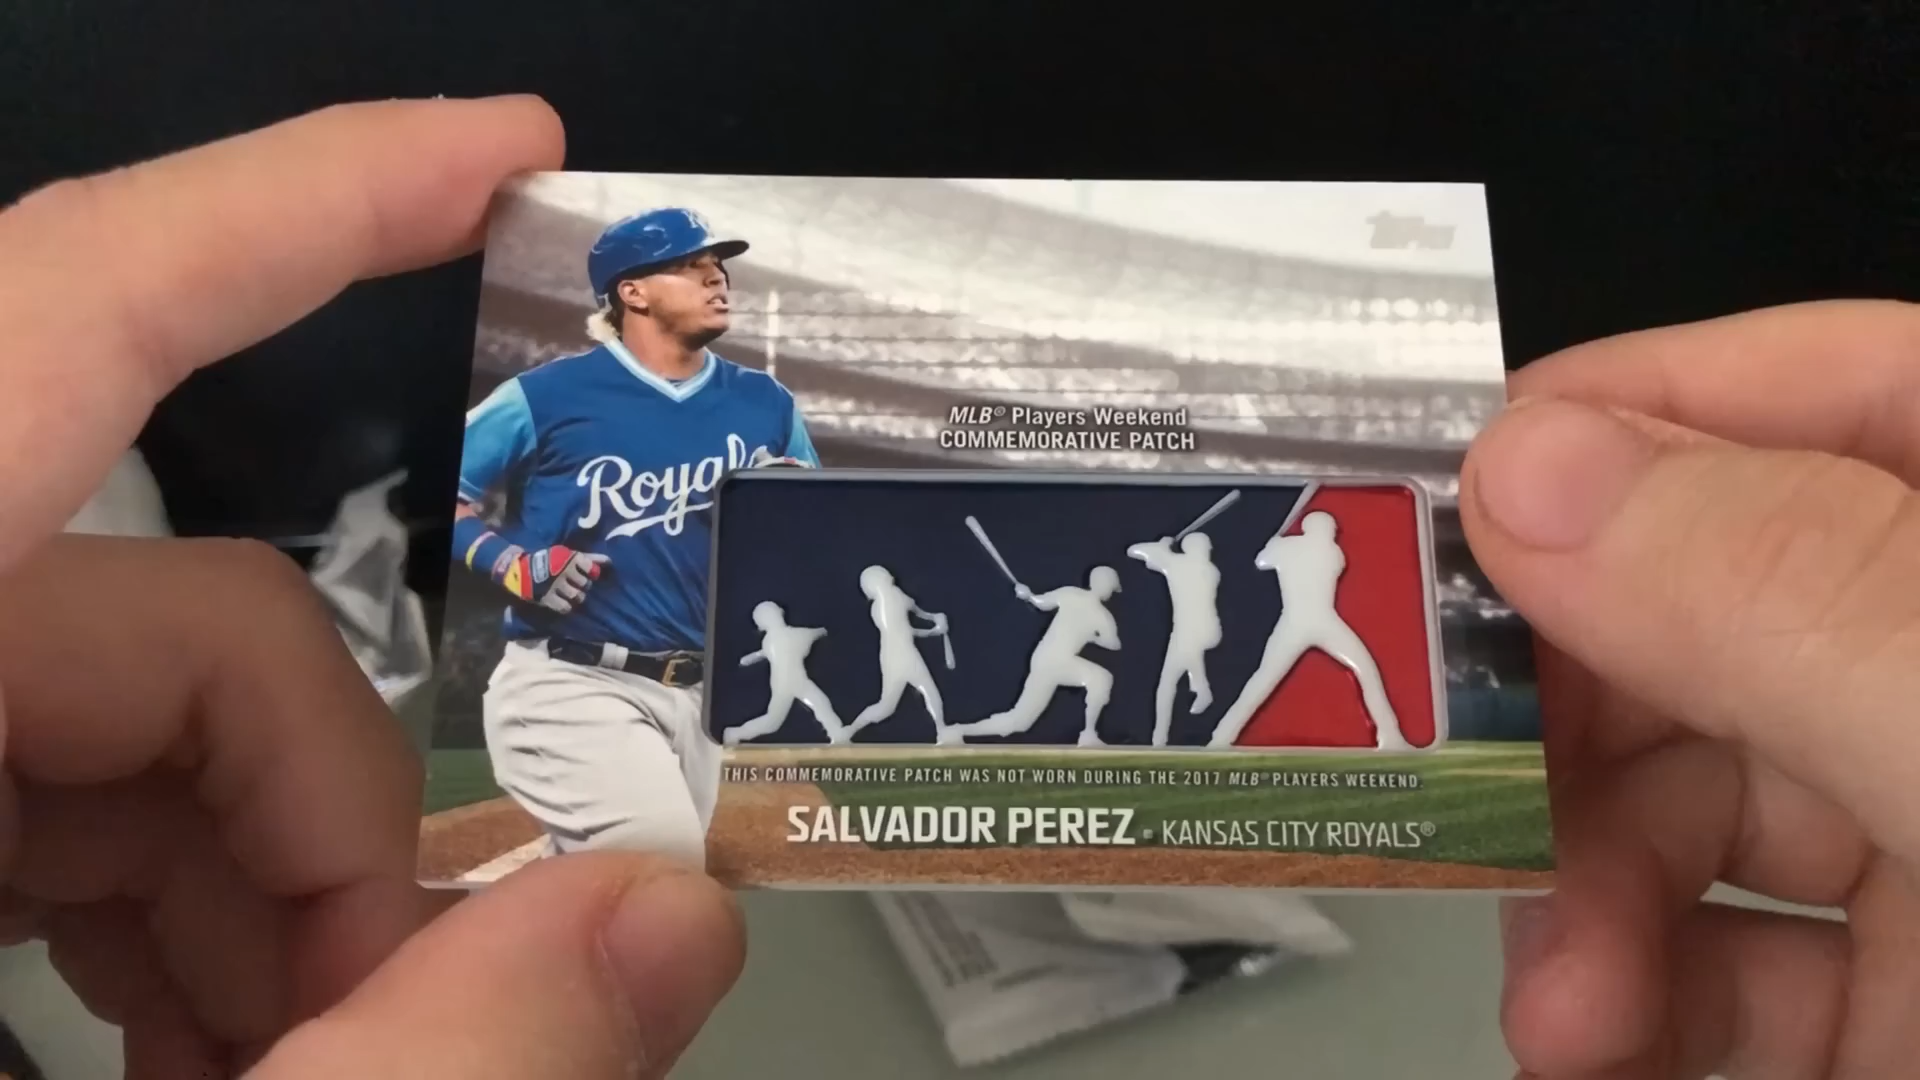 topps
MLB® Players Weekend
COMMEMORATIVE PATCH
Royals
THIS COMMEMORATIVE PATCH WAS NOT WORN DURING THE 2017 MLB® PLAYERS WEEKEND.
SALVADOR PEREZ • KANSAS CITY ROYALS®